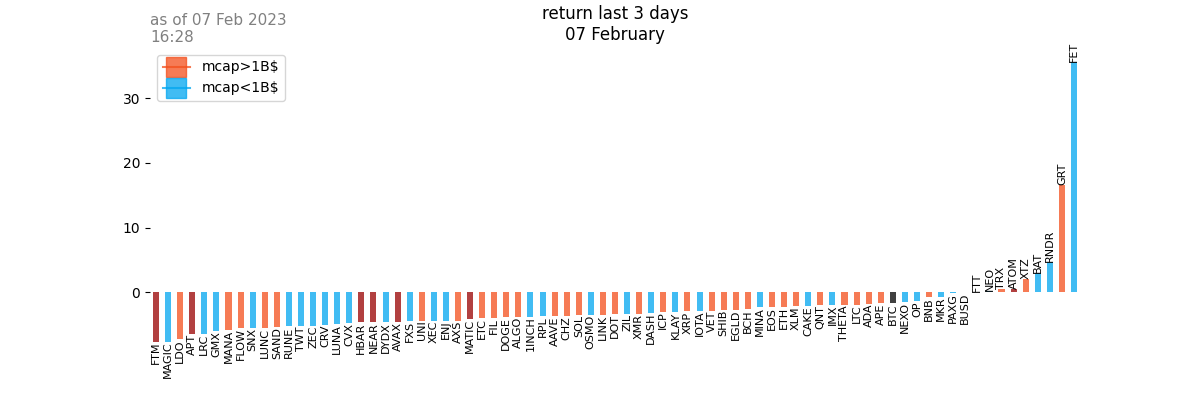 as of 07 Feb 2023
16:28
return last 3 days
07 February
mcap>1B$
mcap<1B$
30
20
10
0
FTM
MAGIC
LDO
APT
LRC
GMX
MANA
FLOW
SNX
LUNC
SAND
RUNE
TWT
ZEC
CRV
LUNA
CVX
HBAR
NEAR
DYDX
AVAX
FXS
UNI
XEC
ENJ
AXS
MATIC
ETC
FIL
DOGE
ALGO
1INCH
RPL
AAVE
CHZ
SOL
OSMO
LINK
DOT
ZIL
XMR
DASH
ICP
KLAY
XRP
IOTA
VET
SHIB
EGLD
BCH
MINA
EOS
ETH
XLM
CAKE
QNT
IMX
THETA
LTC
ADA
APE
BTC
NEXO
OP
BNB
MKR
PAXG
BUSD
FTT
NEO
TRX
ATOM
XTZ
BAT
RNDR
GRT
FET